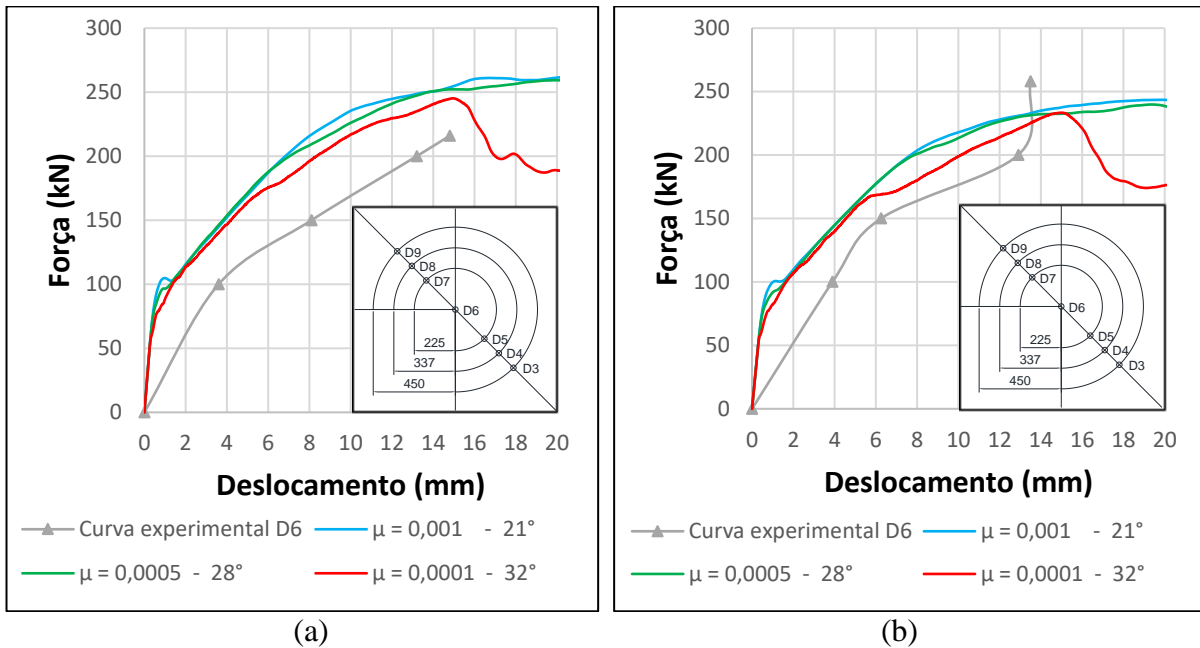 300
250
200
150
100
50
0
Força (kN)
D9
D8
D7
D6
D5
D4
D3
225
337
450
0 2 4 6 8 10 12 14 16 18 20
Deslocamento (mm)
Curva experimental D6 μ = 0,001 - 21°
μ = 0,0005 - 28° μ = 0,0001 - 32°
(a)
300
250
200
150
100
50
0
Força (kN)
D9
D8
D7
D6
D5
D4
D3
225
337
450
0 2 4 6 8 10 12 14 16 18 20
Deslocamento (mm)
Curva experimental D6 μ = 0,001 - 21°
μ = 0,0005 - 28° μ = 0,0001 - 32°
(b)